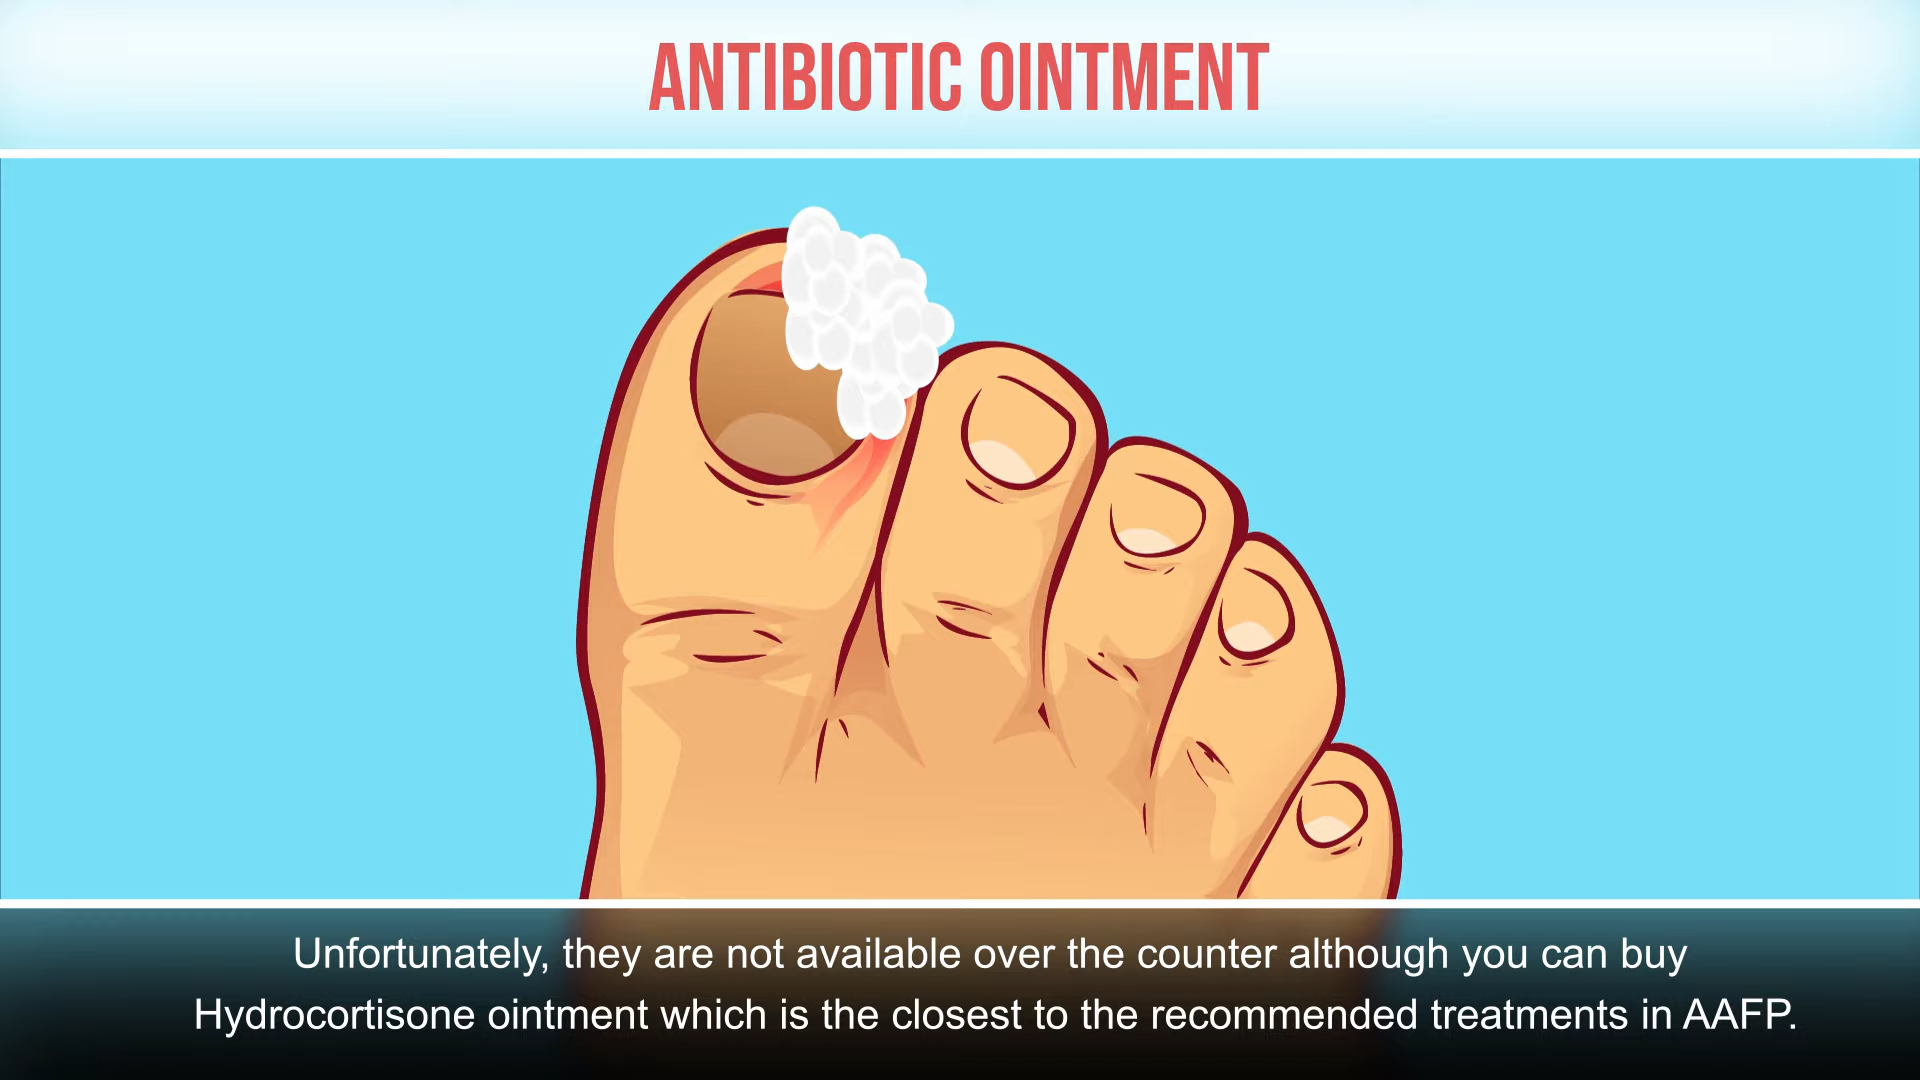 ANTIBIOTIC OINTMENT
Unfortunately, they are not available over the counter although you can buy
Hydrocortisone ointment which is the closest to the recommended treatments in AAFP.